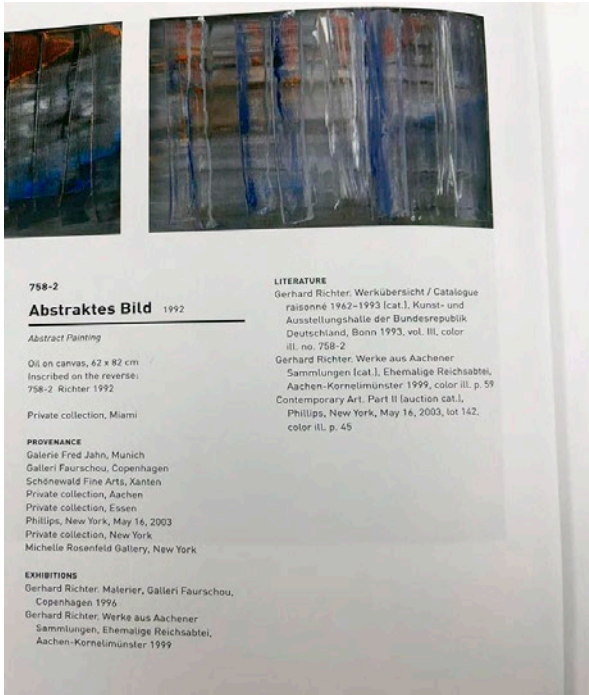 758-2
Abstraktes Bild 1992
Abstract Painting
Oil on canvas, 62 x 82 cm
Inscribed on the reverse:
758-2 Richter 1992
Private collection, Miami
PROVENANCE
Galerie Fred Jahn, Munich
Galleri Faurschou, Copenhagen
Schönewald Fine Arts, Xanten
Private collection, Aachen
Private collection, Essen
Phillips, New York, May 16, 2003
Private collection, New York
Michelle Rosenfeld Gallery, New York
EXHIBITIONS
Gerhard Richter. Malerier, Galleri Faurschou,
Copenhagen 1996
Gerhard Richter. Werke aus Aachener
Sammlungen, Ehemalige Reichsabtei,
Aachen-Kornelimünster 1999
LITERATURE
Gerhard Richter. Werkübersicht / Catalogue
raisonné 1962–1993 (cat.), Kunst- und
Ausstellungshalle der Bundesrepublik
Deutschland, Bonn 1993, vol. III, color
ill. no. 758-2
Gerhard Richter. Werke aus Aachener
Sammlungen (cat.), Ehemalige Reichsabtei,
Aachen-Kornelimünster 1999, color ill. p. 59
Contemporary Art. Part II (auction cat.),
Phillips, New York, May 16, 2003, lot 142,
color ill. p. 45